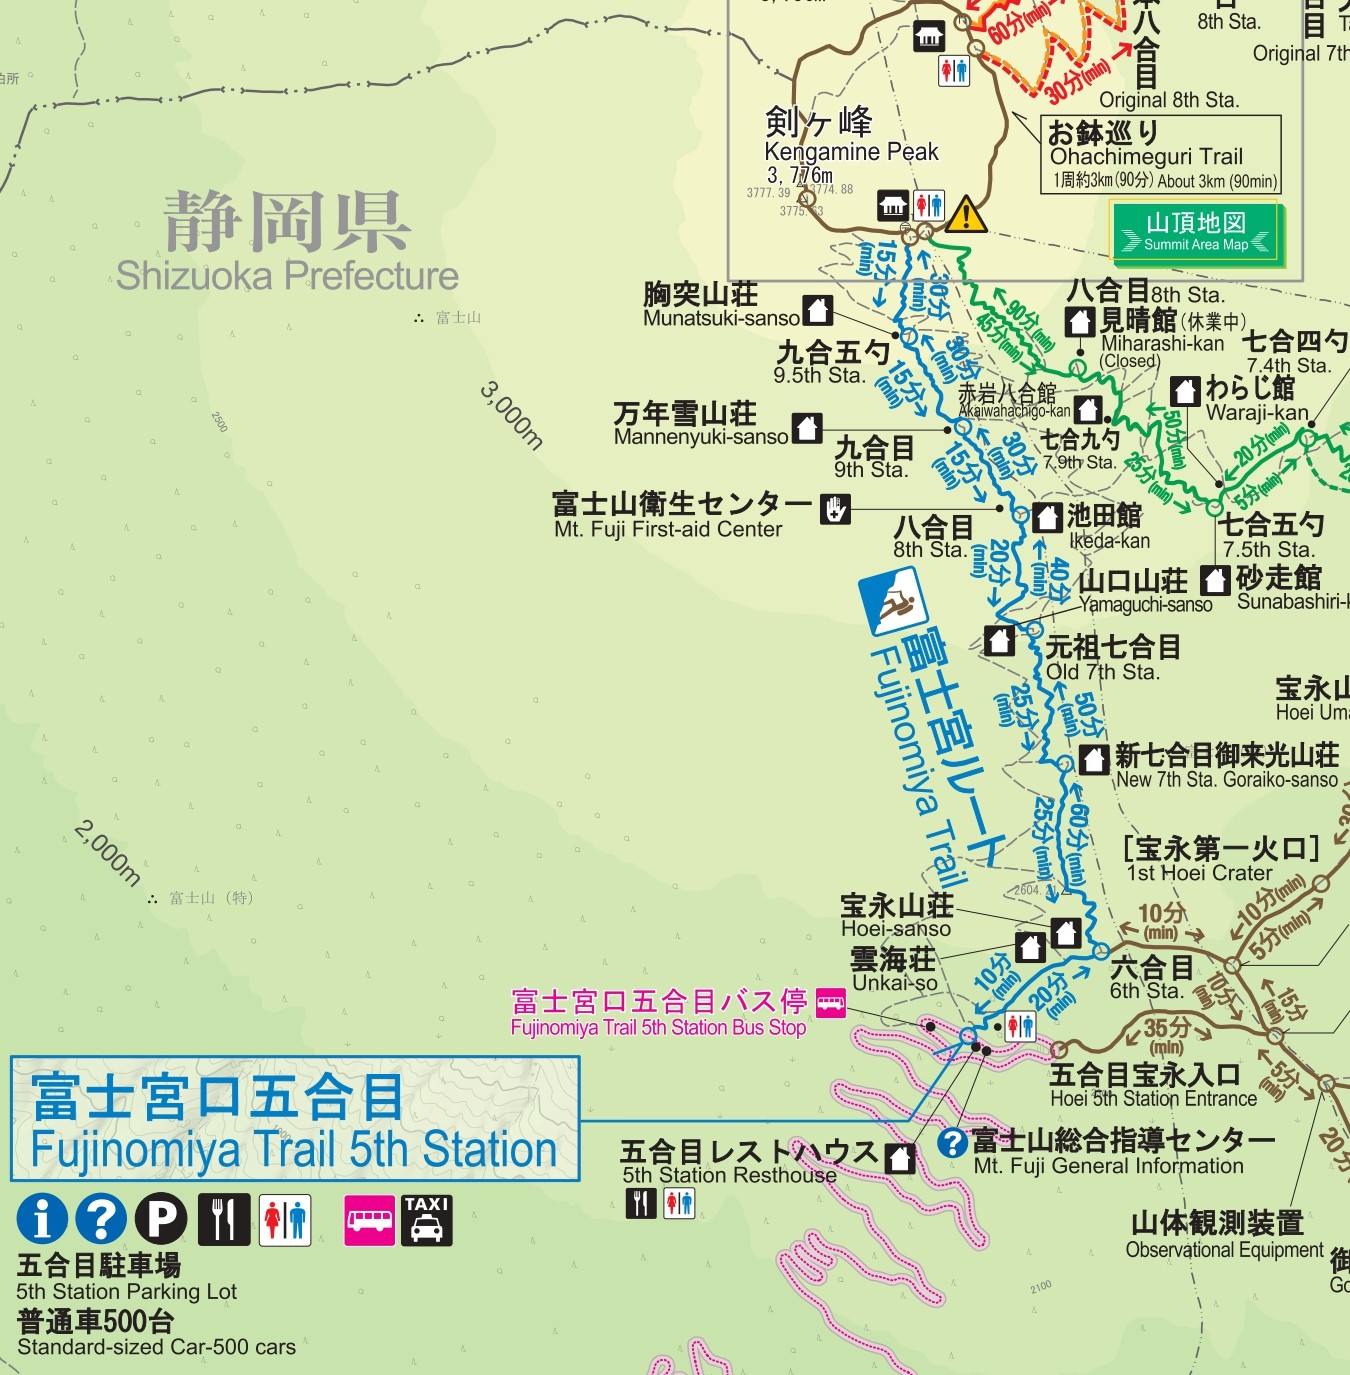 泊所
60分(min)
30分(min)
本八合目
Original 8th Sta.
8th Sta.
Original 7th
剣ヶ峰
Kengamine Peak
3,776m
3777.39
3774.88
3775.63
お鉢巡り
Ohachimeguri Trail
1周約3km(90分) About 3km (90min)
山頂地図
Summit Area Map
静岡県
Shizuoka Prefecture
富士山
3,000m
2500
15分(min)
30分(min)
胸突山荘
Munatsuki-sanso
九合五勺
9.5th Sta.
30分(min)
15分(min)
90分(min)
45分(min)
八合目8th Sta.
見晴館(休業中)
Miharashi-kan
(Closed)
七合四勺
7.4th Sta.
わらじ館
Waraji-kan
赤岩八合館
Akaiwahachigo-kan
七合九勺
7.9th Sta.
50分(min)
25分(min)
20分(min)
5分(min)
七合五勺
7.5th Sta.
砂走館
Sunabashiri-k
万年雪山荘
Mannenyuki-sanso
九合目
9th Sta.
30分(min)
15分(min)
富士山衛生センター
Mt. Fuji First-aid Center
八合目
8th Sta.
池田館
Ikeda-kan
20分(min)
40分(min)
山口山荘
Yamaguchi-sanso
元祖七合目
Old 7th Sta.
富士宮ルート
Fujinomiya Trail
25分(min)
50分(min)
宝永山
Hoei Uma
新七合目御来光山荘
New 7th Sta. Goraiko-sanso
25分(min)
60分(min)
2,000m
富士山（特）
[宝永第一火口]
1st Hoei Crater
2604.
宝永山荘
Hoei-sanso
雲海荘
Unkai-so
10分(min)
10分(min)
5分(min)
六合目
6th Sta.
10分(min)
20分(min)
10分(min)
15分(min)
富士宮口五合目バス停
Fujinomiya Trail 5th Station Bus Stop
35分(min)
五合目宝永入口
Hoei 5th Station Entrance
5分(min)
20分
富士宮口五合目
Fujinomiya Trail 5th Station
五合目レストハウス
5th Station Resthouse
富士山総合指導センター
Mt. Fuji General Information
山体観測装置
Observational Equipment
御
Go
i
?
P
TAXI
五合目駐車場
5th Station Parking Lot
普通車500台
Standard-sized Car-500 cars
2100